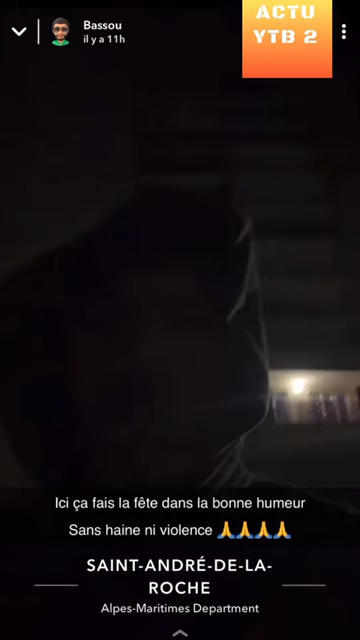 ACTU
YTB 2
Bassou
il y a 11h
Ici ça fais la fête dans la bonne humeur
Sans haine ni violence 🙏🙏🙏🙏
SAINT-ANDRÉ-DE-LA-
ROCHE
Alpes-Maritimes Department